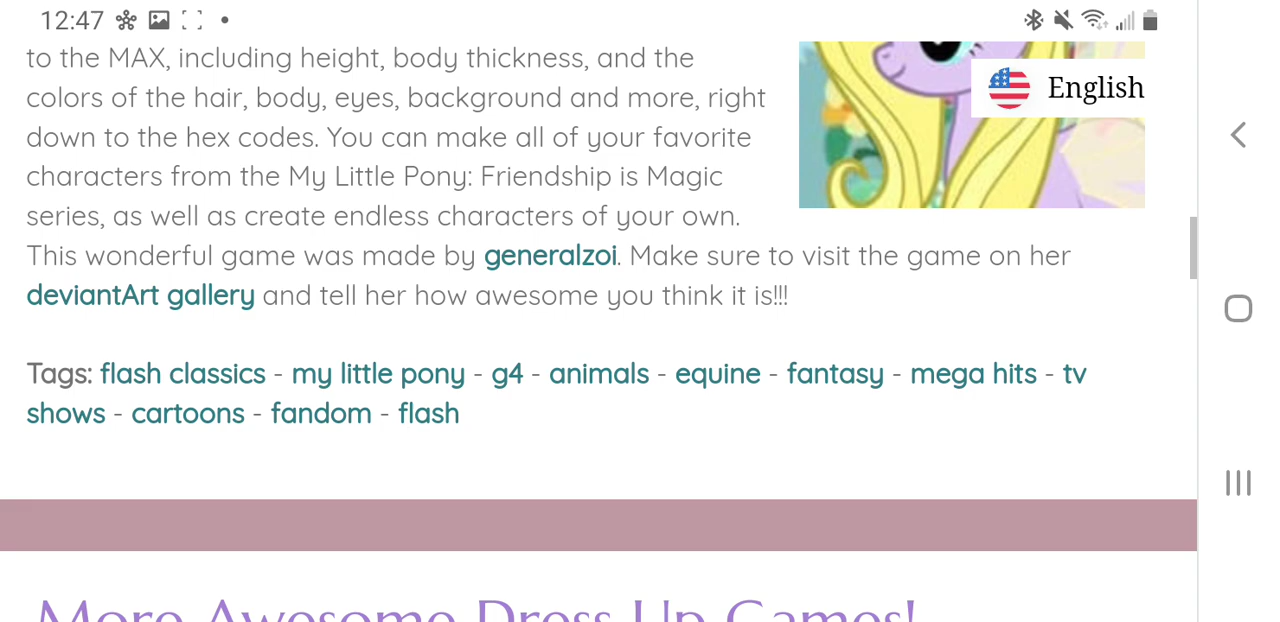 12:47
to the MAX, including height, body thickness, and the
English
colors of the hair, body, eyes, background and more, right
down to the hex codes. You can make all of your favorite
characters from the My Little Pony: Friendship is Magic
series, as well as create endless characters of your own.
This wonderful game was made by generalzoi. Make sure to visit the game on her
deviantArt gallery and tell her how awesome you think it is!!!
Tags: flash classics - my little pony - g4 - animals - equine - fantasy - mega hits - tv
shows - cartoons - fandom - flash
More Awesome Dress Up Games!